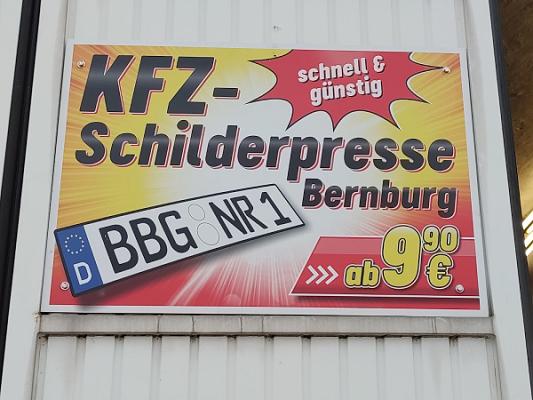 KFZ-
schnell &
günstig
Schilderpresse
Bernburg
D
BBG NR 1
>>> ab 9 90 €